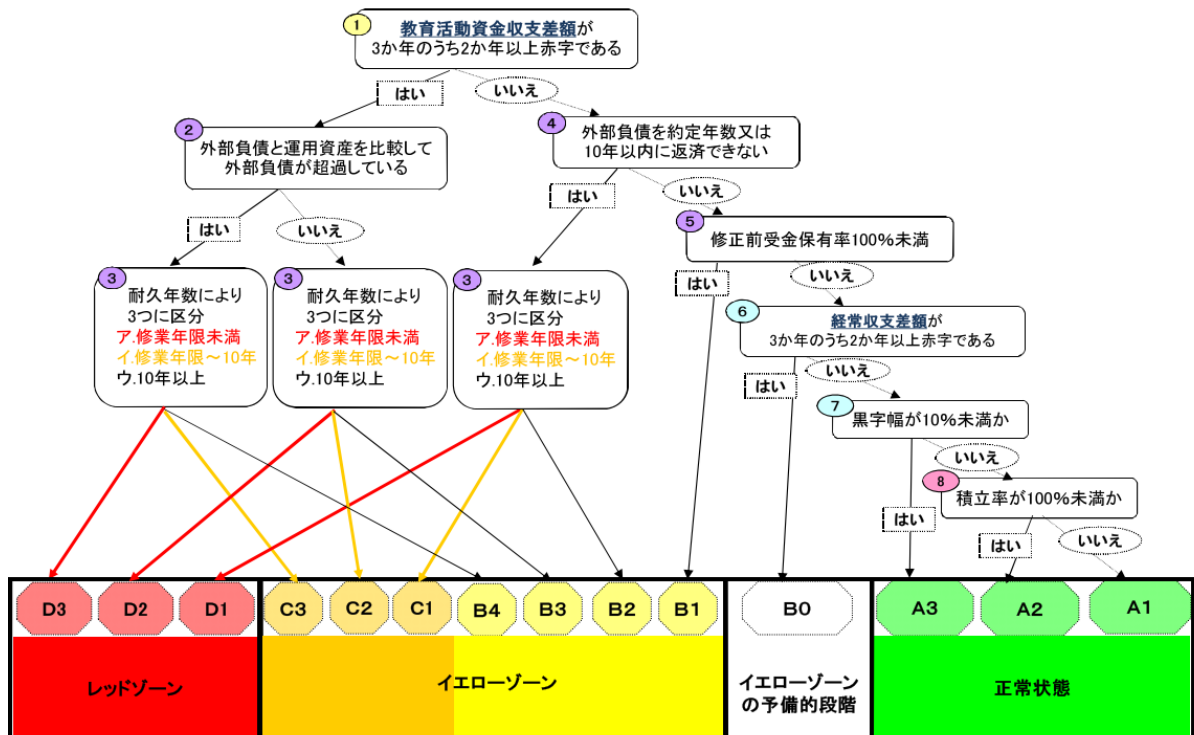 1
教育活動資金収支差額が
3か年のうち2か年以上赤字である
はい
いいえ
2
外部負債と運用資産を比較して
外部負債が超過している
4
外部負債を約定年数又は
10年以内に返済できない
はい
いいえ
はい
いいえ
5
修正前受金保有率100%未満
3
耐久年数により
3つに区分
ア.修業年限未満
イ.修業年限～10年
ウ.10年以上
3
耐久年数により
3つに区分
ア.修業年限未満
イ.修業年限～10年
ウ.10年以上
3
耐久年数により
3つに区分
ア.修業年限未満
イ.修業年限～10年
ウ.10年以上
はい
いいえ
6
経常収支差額が
3か年のうち2か年以上赤字である
はい
いいえ
7
黒字幅が10%未満か
いいえ
8
積立率が100%未満か
はい
はい
いいえ
D3
D2
D1
C3
C2
C1
B4
B3
B2
B1
B0
A3
A2
A1
レッドゾーン
イエローゾーン
イエローゾーン
の予備的段階
正常状態